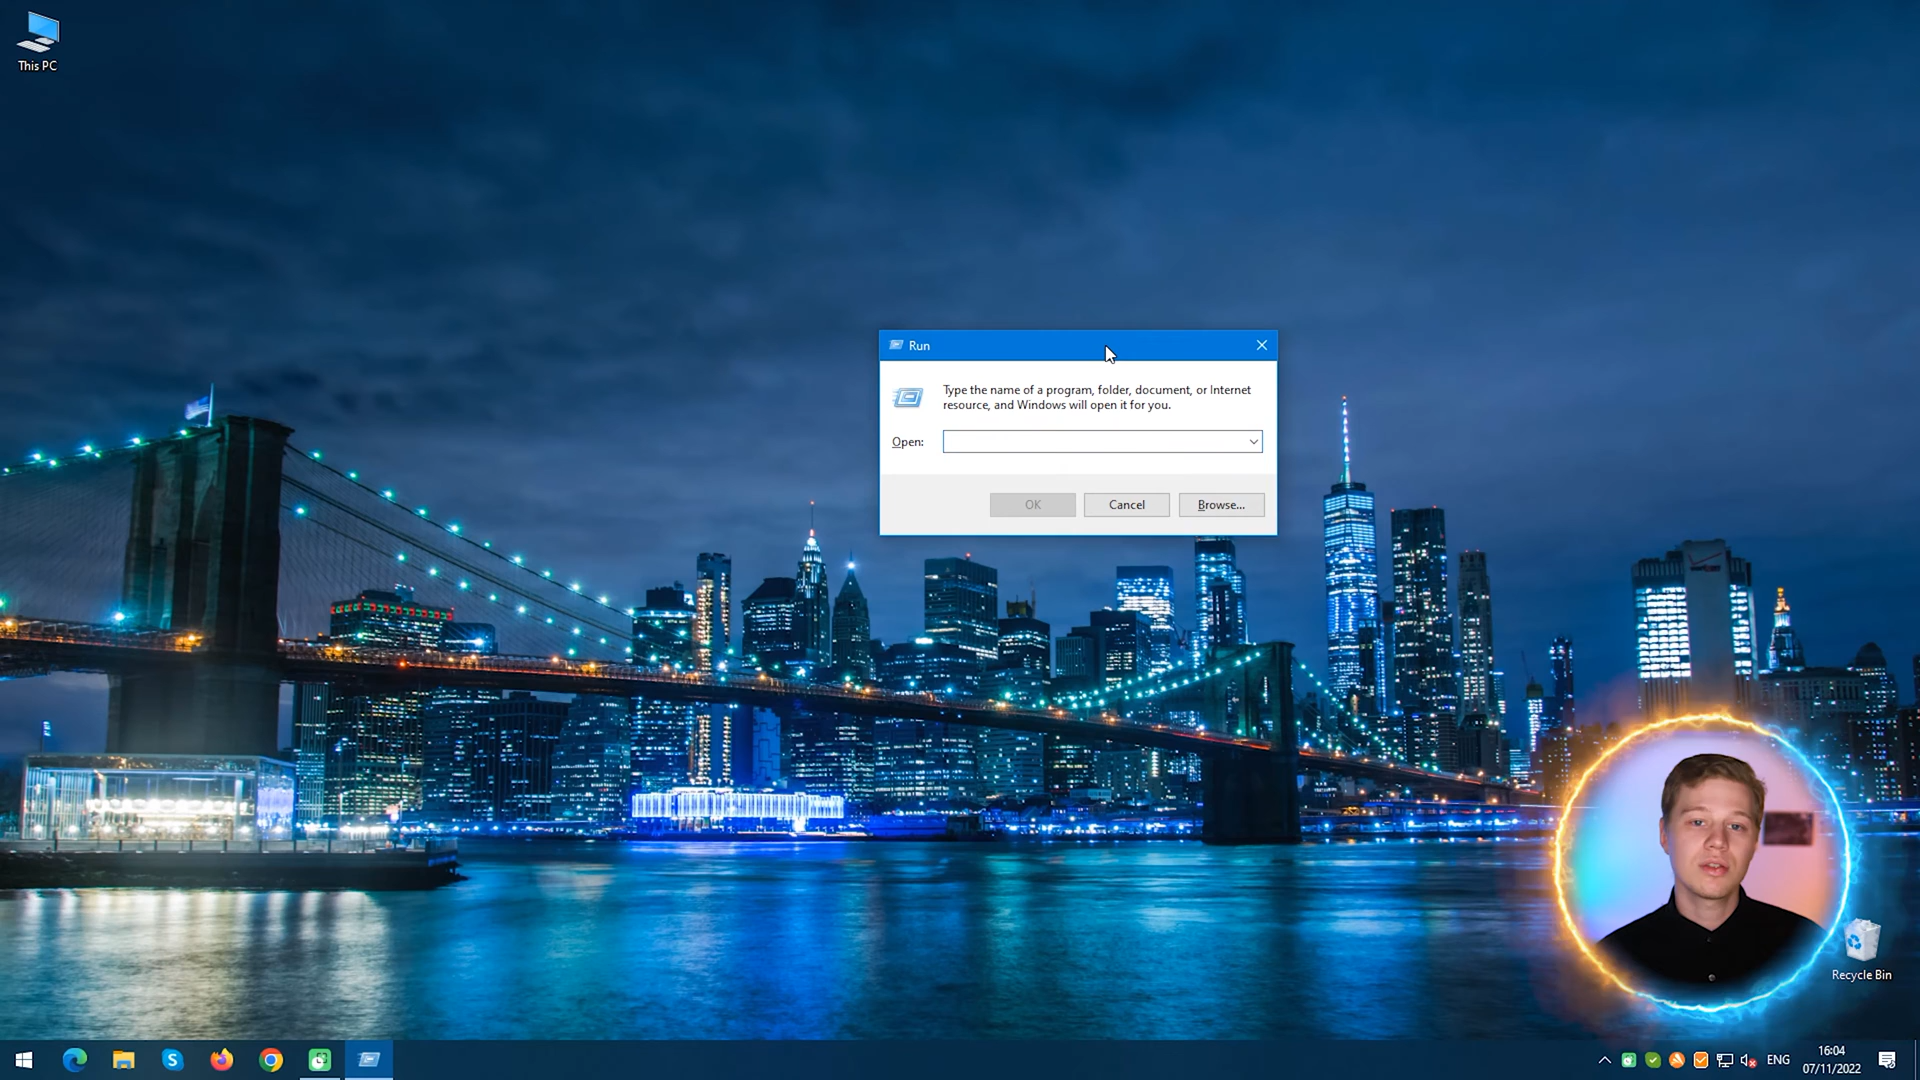 This PC
Run
Type the name of a program, folder, document, or Internet
resource, and Windows will open it for you.
Open:
OK
Cancel
Browse...
Recycle Bin
ENG
16:04
07/11/2022